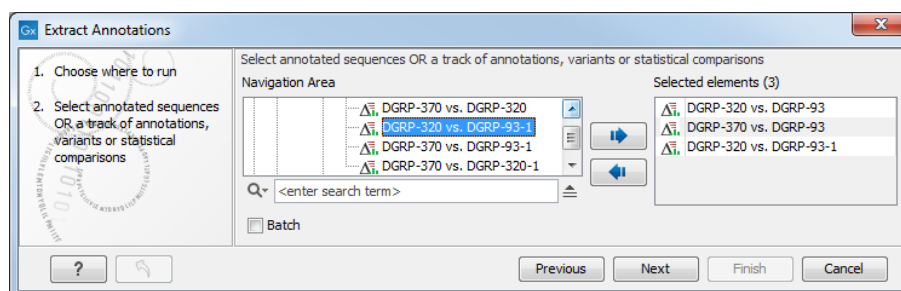 Gx Extract Annotations
1. Choose where to run
2. Select annotated sequences
OR a track of annotations,
variants or statistical
comparisons
Select annotated sequences OR a track of annotations, variants or statistical comparisons
Navigation Area
DGRP-370 vs. DGRP-320
DGRP-320 vs. DGRP-93-1
DGRP-370 vs. DGRP-93-1
DGRP-370 vs. DGRP-320-1
<enter search term>
Batch
Selected elements (3)
DGRP-320 vs. DGRP-93
DGRP-370 vs. DGRP-93
DGRP-320 vs. DGRP-93-1
?
Previous
Next
Finish
Cancel